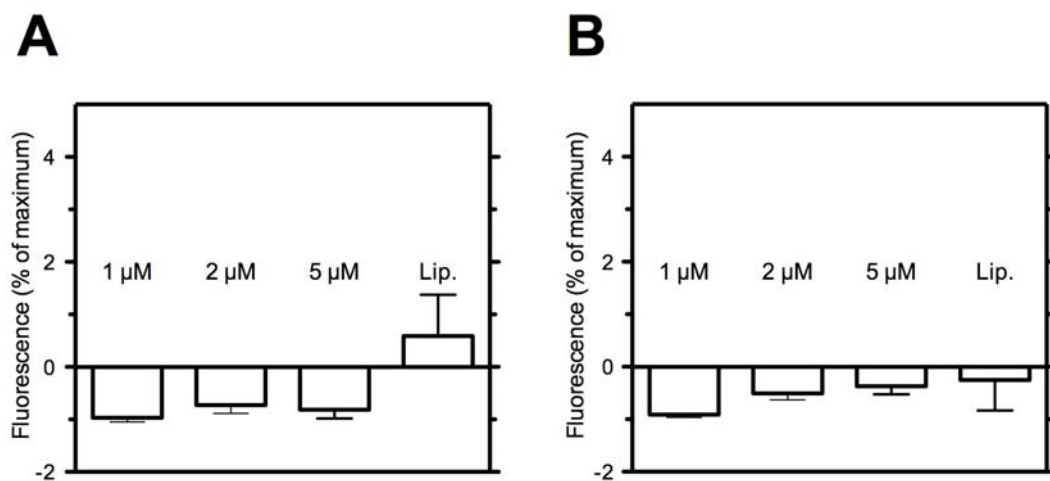 A
B
Fluorescence (% of maximum)
4
2
0
-2
1 µM
2 µM
5 µM
Lip.
Fluorescence (% of maximum)
4
2
0
-2
1 µM
2 µM
5 µM
Lip.